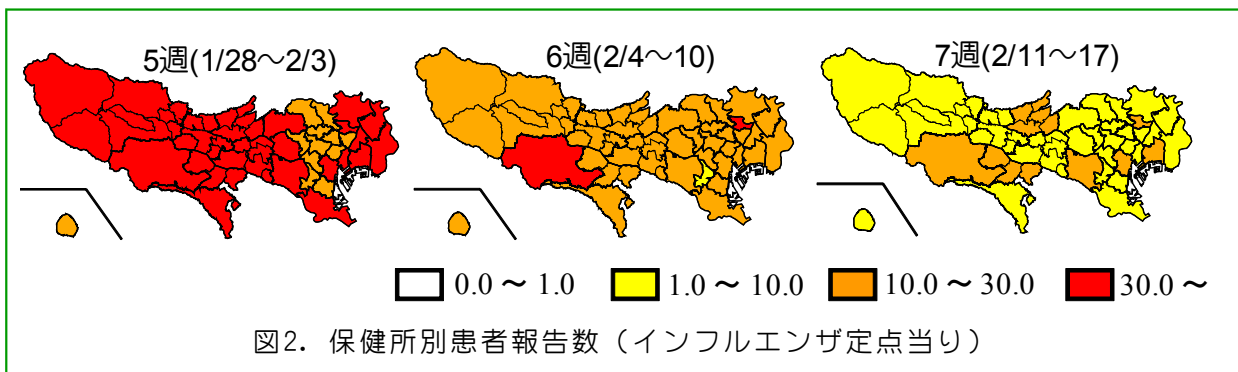 5週(1/28～2/3)
6週(2/4～10)
7週(2/11～17)
0.0 ～ 1.0
1.0 ～ 10.0
10.0 ～ 30.0
30.0 ～
図2. 保健所別患者報告数（インフルエンザ定点当り）